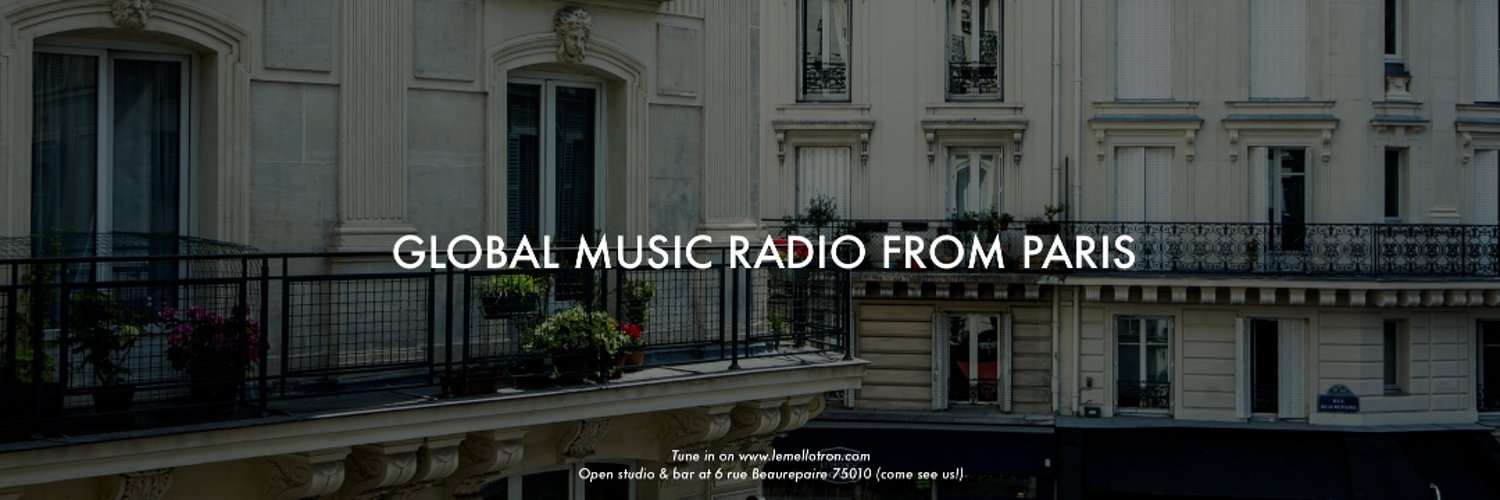 GLOBAL MUSIC RADIO FROM PARIS
RUE
BEAUREPAIRE
Tune in on www.lemellotron.com
Open studio & bar at 6 rue Beaurepaire 75010 (come see us!)